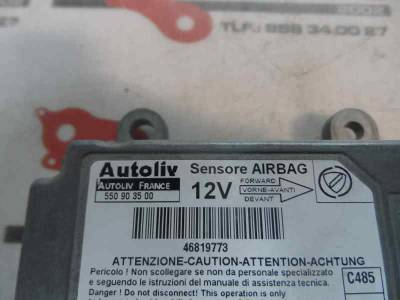 TLF.: 958 34 00 27
Autoliv
Sensore AIRBAG
AUTOLIV FRANCE
550 90 35 00
12V
FORWARD
VORNE-AVANTI
DEVANT
46819773
ATTENZIONE-CAUTION-ATTENTION-ACHTUNG
Pericolo ! Non scollegare se non da personale specializzato
e seguendo le istruzioni del manuale di assistenza tecnica.
C485
Danger ! Do not disconnect! This operation is only